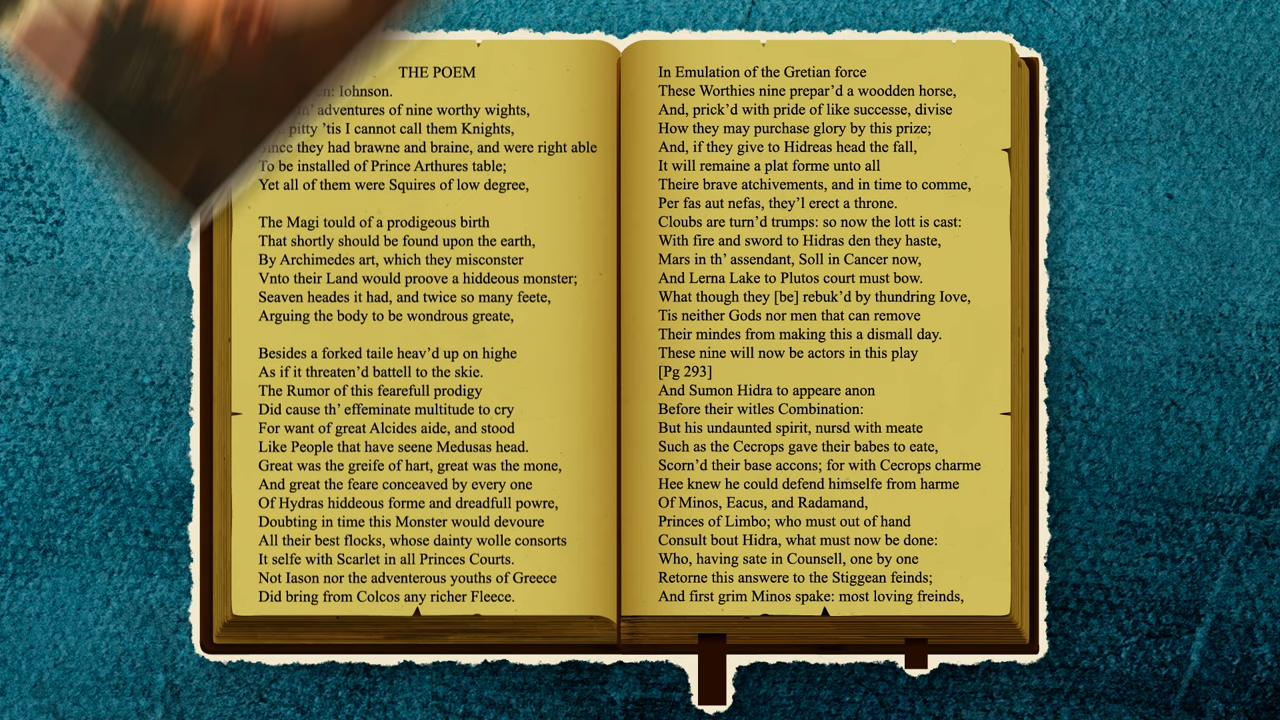 THE POEM
Iohnson.
adventures of nine worthy wights,
pitty ’tis I cannot call them Knights,
they had brawne and braine, and were right able
To be installed of Prince Arthures table;
Yet all of them were Squires of low degree,
The Magi tould of a prodigeous birth
That shortly should be found upon the earth,
By Archimedes art, which they misconster
Vnto their Land would proove a hiddeous monster;
Seaven heades it had, and twice so many feete,
Arguing the body to be wondrous greate,
Besides a forked taile heav’d up on highe
As if it threaten’d battell to the skie.
The Rumor of this fearefull prodigy
Did cause th’ effeminate multitude to cry
For want of great Alcides aide, and stood
Like People that have seene Medusas head.
Great was the greife of hart, great was the mone,
And great the feare conceaved by every one
Of Hydras hiddeous forme and dreadfull powre,
Doubting in time this Monster would devoure
All their best flocks, whose dainty wolle consorts
It selfe with Scarlet in all Princes Courts.
Not Iason nor the adventerous youths of Greece
Did bring from Colcos any richer Fleece.
In Emulation of the Gretian force
These Worthies nine prepar’d a woodden horse,
And, prick’d with pride of like successe, divise
How they may purchase glory by this prize;
And, if they give to Hidreas head the fall,
It will remaine a plat forme unto all
Theire brave atchivements, and in time to comme,
Per fas aut nefas, they’l erect a throne.
Cloubs are turn’d trumps: so now the lott is cast:
With fire and sword to Hidras den they haste,
Mars in th’ assendant, Soll in Cancer now,
And Lerna Lake to Plutos court must bow.
What though they [be] rebuk’d by thundring Iove,
Tis neither Gods nor men that can remove
Their mindes from making this a dismall day.
These nine will now be actors in this play
[Pg 293]
And Sumon Hidra to appeare anon
Before their witles Combination:
But his undaunted spirit, nursd with meate
Such as the Cecrops gave their babes to eate,
Scorn’d their base accons; for with Cecrops charme
Hee knew he could defend himselfe from harme
Of Minos, Eacus, and Radamand,
Princes of Limbo; who must out of hand
Consult bout Hidra, what must now be done:
Who, having sate in Counsell, one by one
Retorne this answere to the Stiggean feinds;
And first grim Minos spake: most loving freinds,